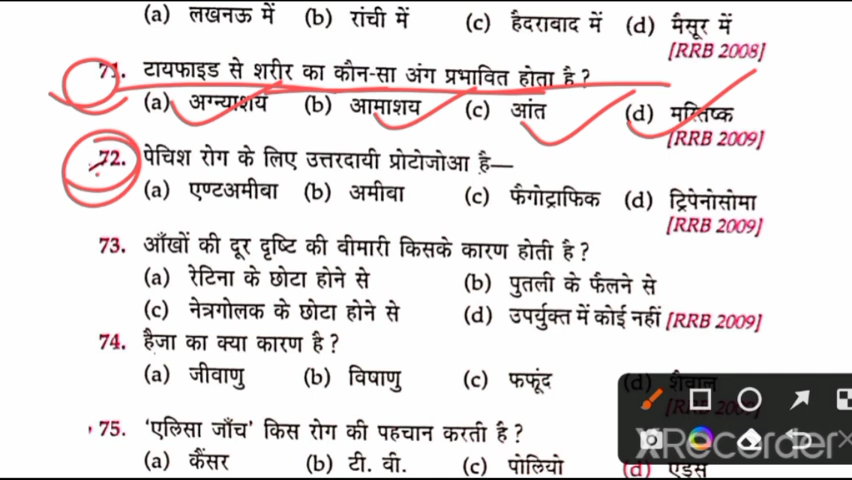 (a) लखनऊ में (b) रांची में (c) हैदरावाद में (d) मैसूर में
[RRB 2008]
71. टायफाइड से शरीर का कौन-सा अंग प्रभावित होता है ?
(a) अग्न्याशय (b) आमाशय (c) आंत (d) मस्तिष्क
[RRB 2009]
72. पेचिश रोग के लिए उत्तरदायी प्रोटोजोआ है—
(a) एण्टअमीबा (b) अमीबा (c) फैगोट्राफिक (d) ट्रिपेनोसोमा
[RRB 2009]
73. आँखों की दूर दृष्टि की वीमारी किसके कारण होती है ?
(a) रेटिना के छोटा होने से (b) पुतली के फैलने से
(c) नेत्रगोलक के छोटा होने से (d) उपर्युक्त में कोई नहीं [RRB 2009]
74. हैजा का क्या कारण है ?
(a) जीवाणु (b) विषाणु (c) फफूंद (d) शैवाल
75. 'एलिसा जाँच' किस रोग की पहचान करती है ?
XRecorder
(a) कैंसर (b) टी. वी. (c) पोलियो (d) एड्स